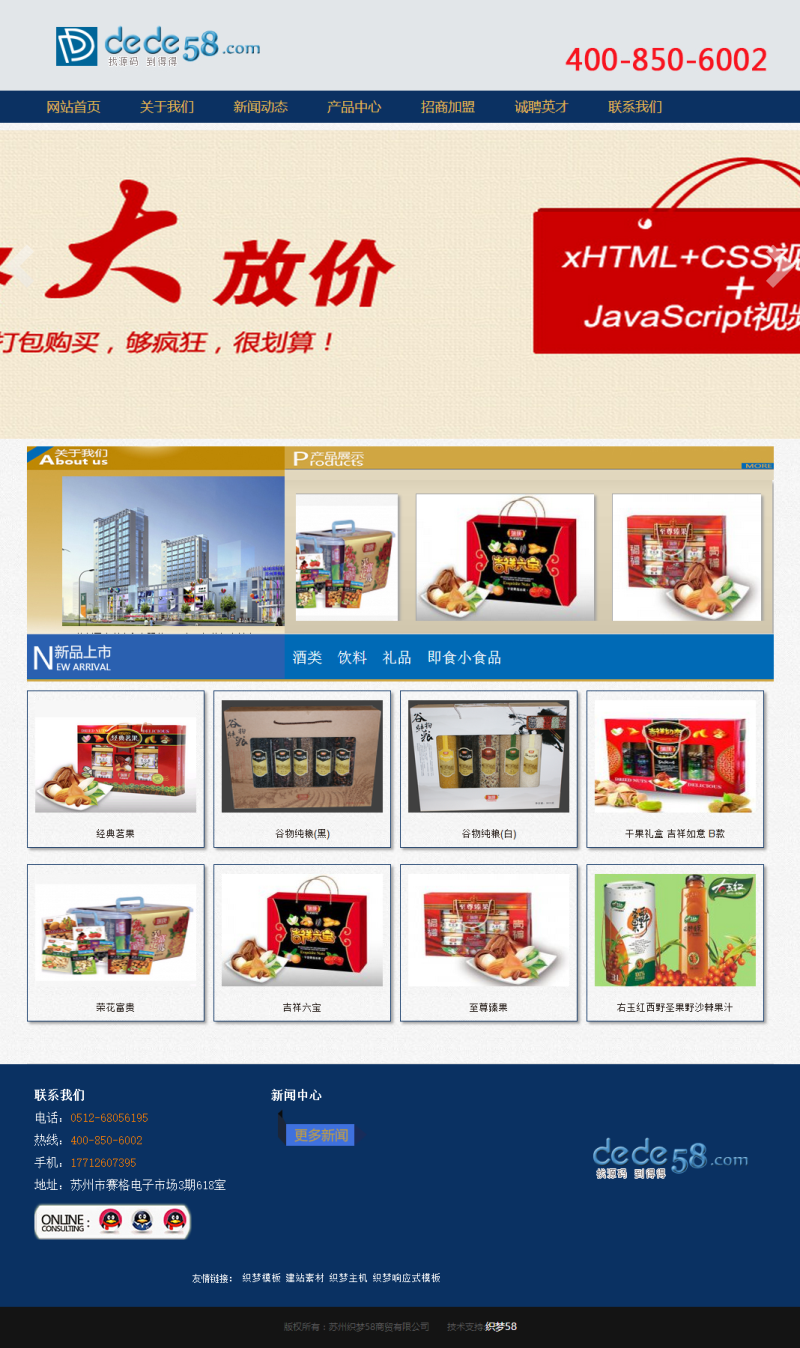 dede58.com
找源码 到得得
400-850-6002
网站首页 关于我们 新闻动态 产品中心 招商加盟 诚聘英才 联系我们
大放价
打包购买，够疯狂，很划算！
xHTML+CSS视
+
JavaScript视频
关于我们
About us
产品展示
Products
MORE
吉祥六宝
至尊臻果
新品上市
NEW ARRIVAL
酒类 饮料 礼品 即食小食品
经典茗果
谷物纯粮(黑)
谷物纯粮(白)
干果礼盒 吉祥如意 B款
荣花富贵
吉祥六宝
至尊臻果
右玉红西野圣果野沙棘果汁
联系我们
电话：0512-68056195
热线：400-850-6002
手机：17712607395
地址：苏州市赛格电子市场3期618室
ONLINE CONSULTING：
新闻中心
更多新闻
dede58.com
找源码 到得得
友情链接： 织梦模板 建站素材 织梦主机 织梦响应式模板
版权所有：苏州织梦58商贸有限公司 技术支持:织梦58